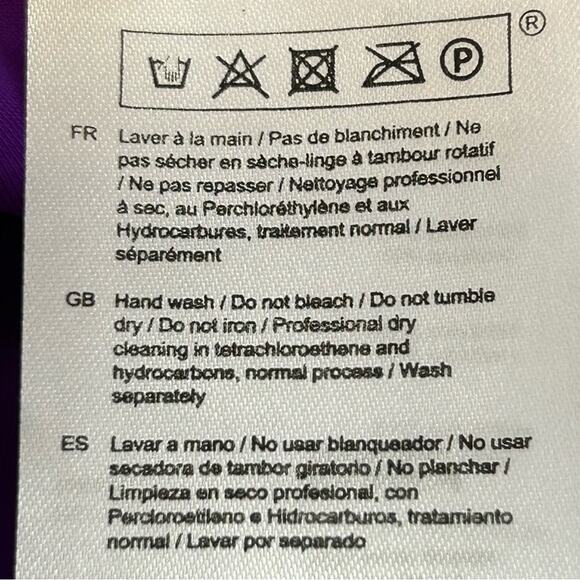 ®
P
FR Laver à la main / Pas de blanchiment / Ne
pas sécher en sèche-linge à tambour rotatif
/ Ne pas repasser / Nettoyage professionnel
à sec, au Perchloréthylène et aux
Hydrocarbures, traitement normal / Laver
séparément
GB Hand wash / Do not bleach / Do not tumble
dry / Do not iron / Professional dry
cleaning in tetrachloroethene and
hydrocarbons, normal process / Wash
separately
ES Lavar a mano / No usar blanqueador / No usar
secadora de tambor giratorio / No planchar /
Limpieza en seco profesional, con
Percloroetileno e Hidrocarburos, tratamiento
normal / Lavar por separado